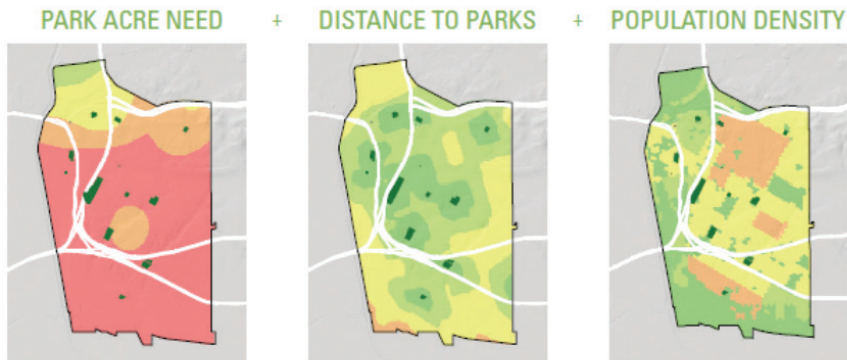 PARK ACRE NEED + DISTANCE TO PARKS + POPULATION DENSITY